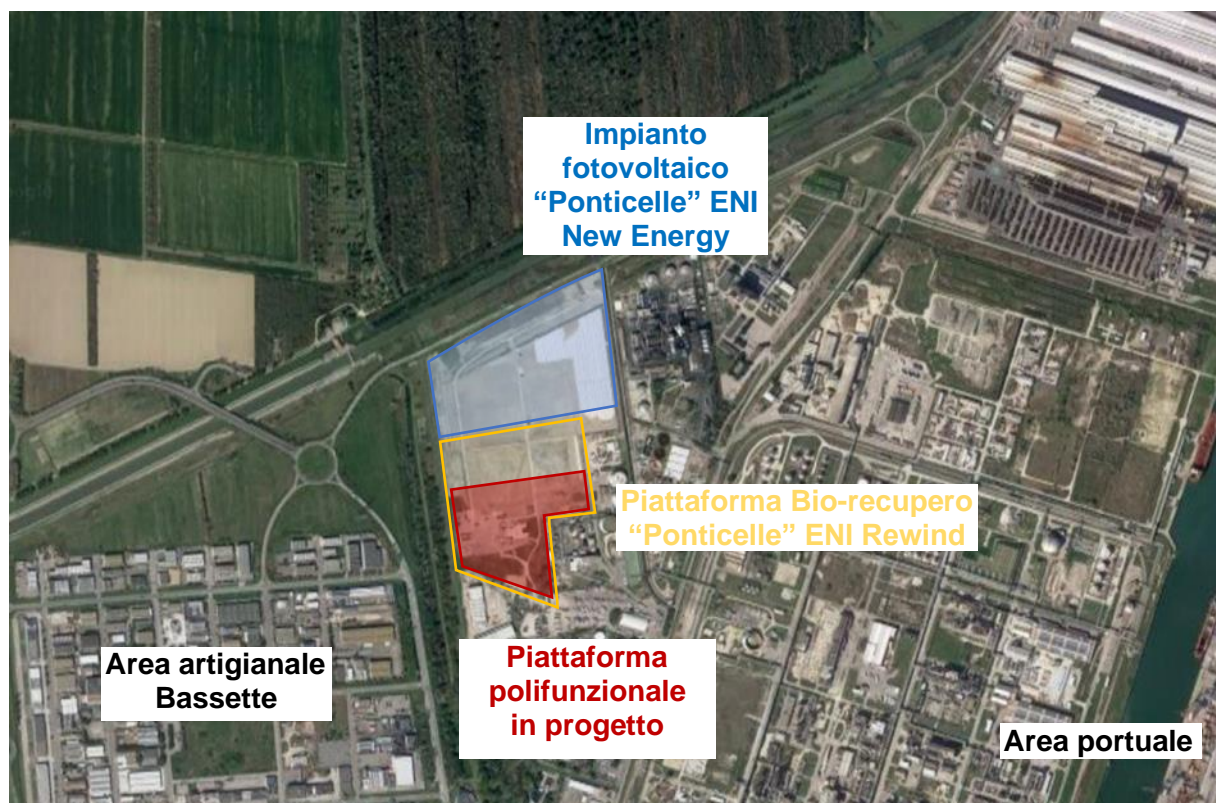 Impianto
fotovoltaico
“Ponticelle” ENI
New Energy
Piattaforma Bio-recupero
“Ponticelle” ENI Rewind
Area artigianale
Bassette
Piattaforma
polifunzionale
in progetto
Area portuale